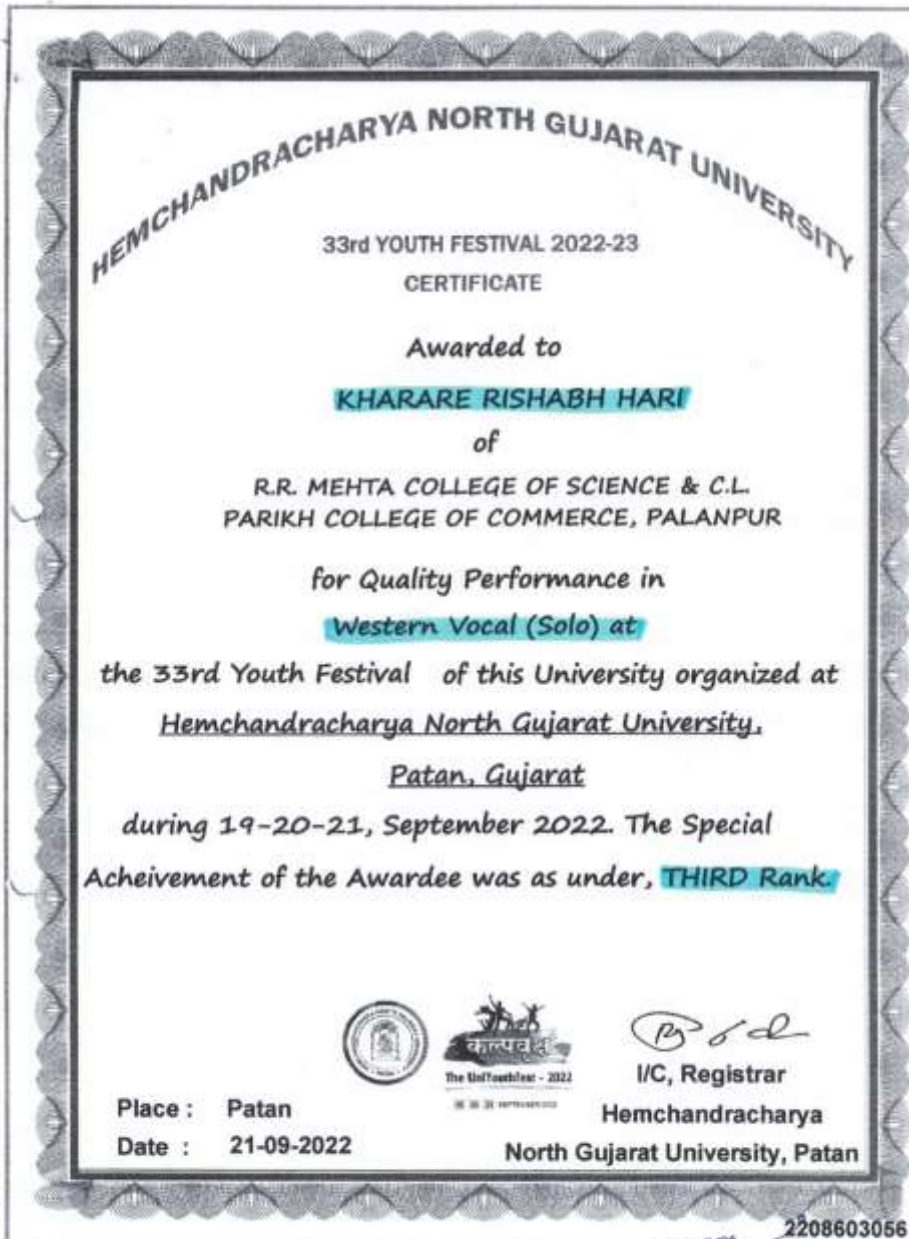 HEMCHANDRACHARYA NORTH GUJARAT UNIVERSITY
33rd YOUTH FESTIVAL 2022-23
CERTIFICATE
Awarded to
KHARARE RISHABH HARI
of
R.R. MEHTA COLLEGE OF SCIENCE & C.L.
PARIKH COLLEGE OF COMMERCE, PALANPUR
for Quality Performance in
Western Vocal (Solo) at
the 33rd Youth Festival of this University organized at
Hemchandracharya North Gujarat University,
Patan, Gujarat
during 19-20-21, September 2022. The Special
Acheivement of the Awardee was as under, THIRD Rank.
कल्पवृक्ष
The UniYouthFest - 2022
SEPTEMBER
I/C, Registrar
Hemchandracharya
North Gujarat University, Patan
Place : Patan
Date : 21-09-2022
2208603056